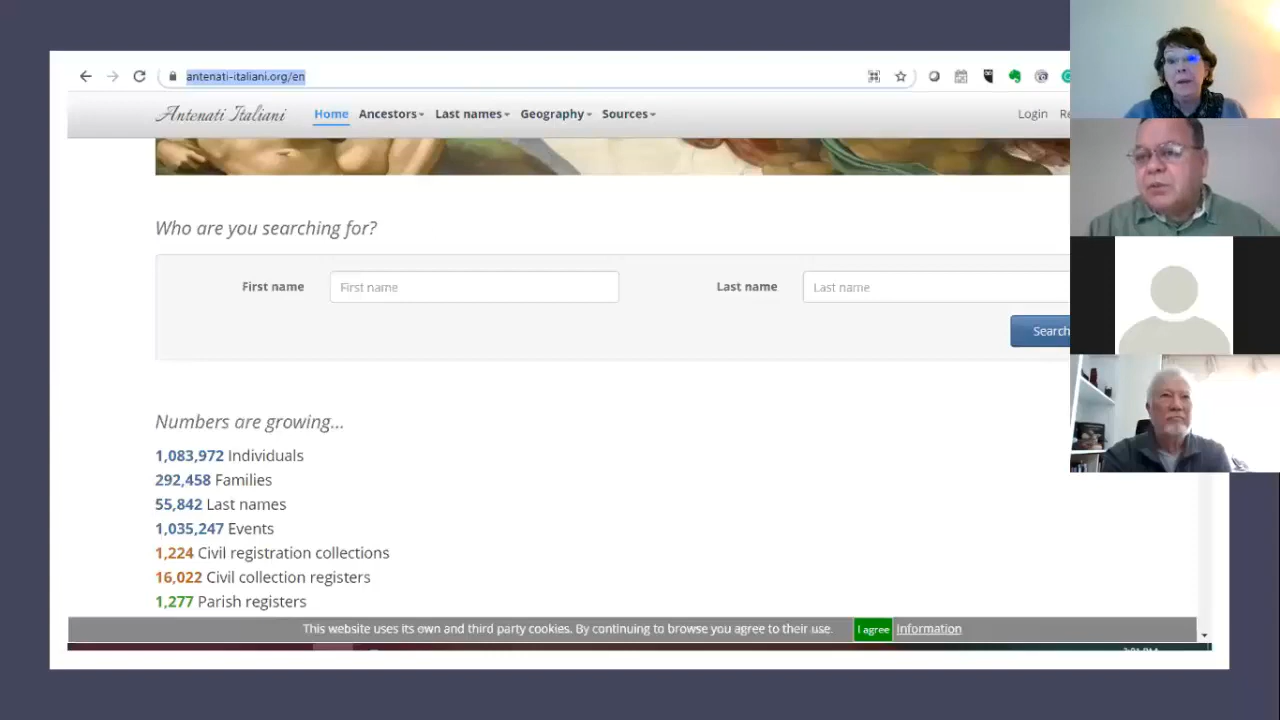 antenati-italiani.org/en
Antenati Italiani Home Ancestors Last names Geography Sources Login
Who are you searching for?
First name First name Last name Last name
Search
Numbers are growing...
1,083,972 Individuals
292,458 Families
55,842 Last names
1,035,247 Events
1,224 Civil registration collections
16,022 Civil collection registers
1,277 Parish registers
This website uses its own and third party cookies. By continuing to browse you agree to their use. I agree Information